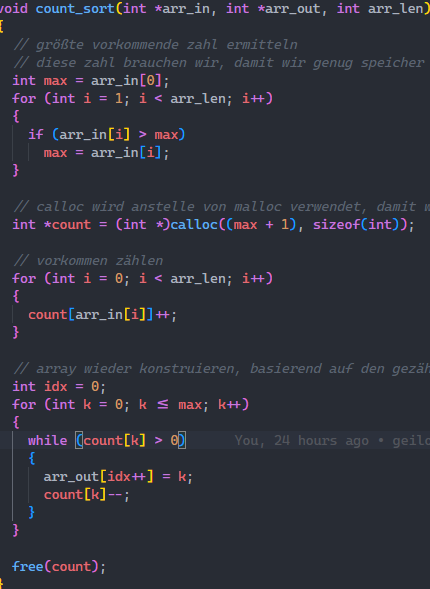 void count_sort(int *arr_in, int *arr_out, int arr_len)
{
// größte vorkommende zahl ermitteln
// diese zahl brauchen wir, damit wir genug speicher
int max = arr_in[0];
for (int i = 1; i < arr_len; i++)
{
if (arr_in[i] > max)
max = arr_in[i];
}
// calloc wird anstelle von malloc verwendet, damit w
int *count = (int *)calloc((max + 1), sizeof(int));
// vorkommen zählen
for (int i = 0; i < arr_len; i++)
{
count[arr_in[i]]++;
}
// array wieder konstruieren, basierend auf den gezäh
int idx = 0;
for (int k = 0; k ≤ max; k++)
{
while (count[k] > 0) You, 24 hours ago • geil
{
arr_out[idx++] = k;
count[k]--;
}
}
free(count);
}